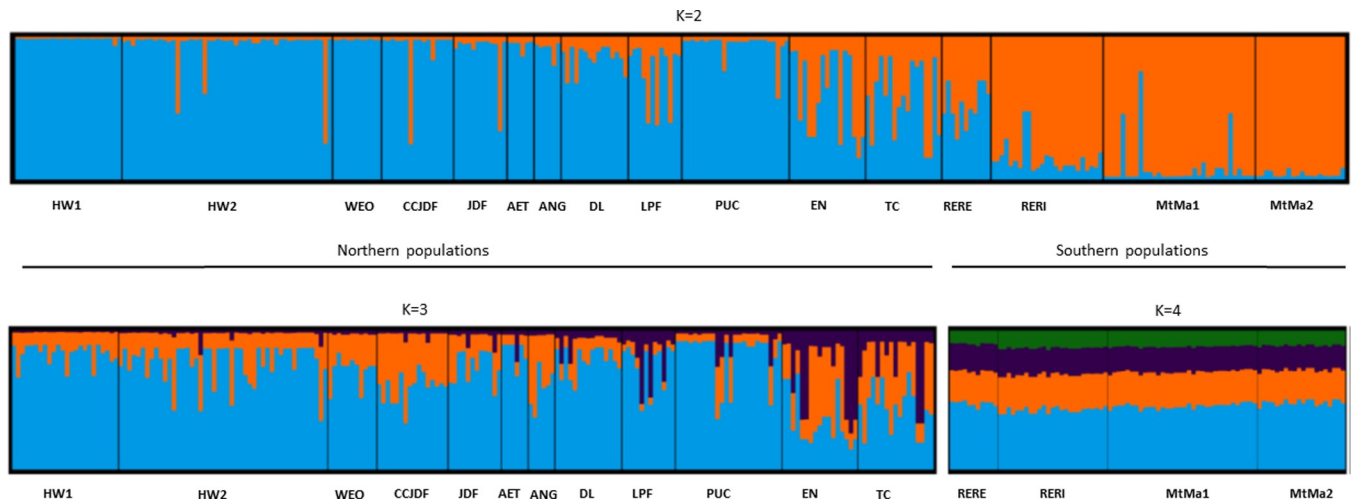 K=2
HW1 HW2 WEO CCJDF JDF AET ANG DL LPF PUC EN TC RERE RERI MtMa1 MtMa2
Northern populations Southern populations
K=3 K=4
HW1 HW2 WEO CCJDF JDF AET ANG DL LPF PUC EN TC RERE RERI MtMa1 MtMa2